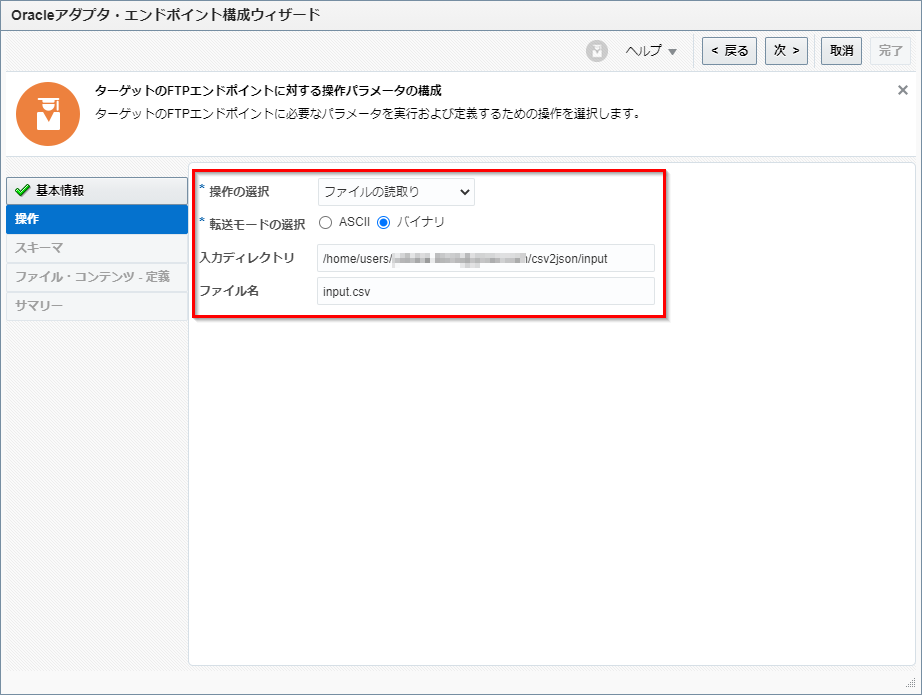 Oracleアダプタ・エンドポイント構成ウィザード
ヘルプ
< 戻る
次 >
取消
完了
ターゲットのFTPエンドポイントに対する操作パラメータの構成
ターゲットのFTPエンドポイントに必要なパラメータを実行および定義するための操作を選択します。
基本情報
操作
スキーマ
ファイル・コンテンツ - 定義
サマリー
* 操作の選択 ファイルの読取り
* 転送モードの選択 ASCII バイナリ
入力ディレクトリ /home/users/ /csv2json/input
ファイル名 input.csv